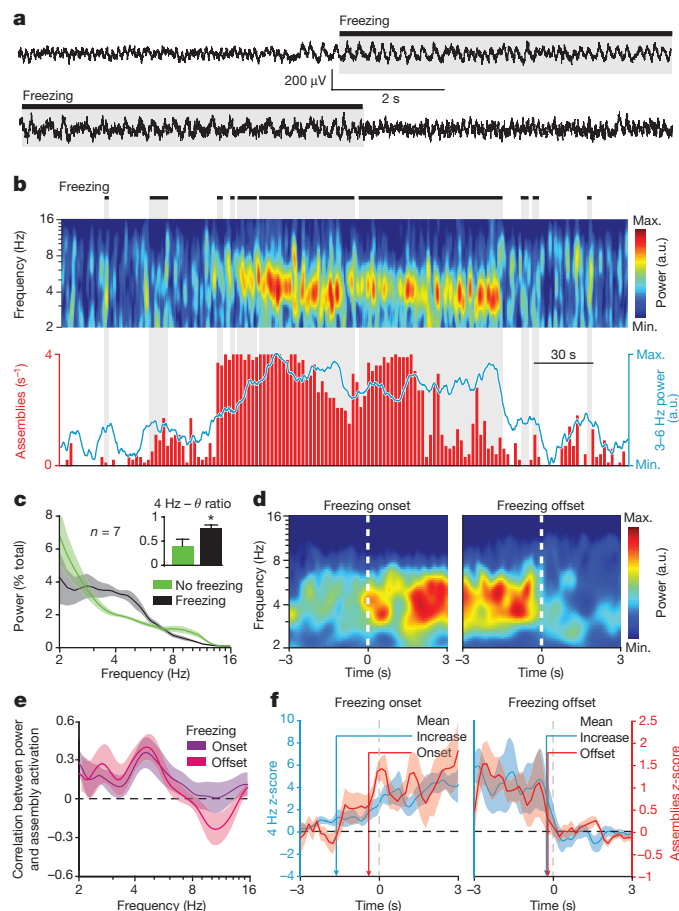 a
Freezing
200 μV
2 s
Freezing
b
Freezing
16
8
4
2
Frequency (Hz)
Max.
Power (a.u.)
Min.
4
0
Assemblies (s⁻¹)
30 s
Max.
3–6 Hz power
(a.u.)
Min.
c
4 Hz – θ ratio
n = 7
1
0.5
0
*
No freezing
Freezing
8
6
4
2
0
Power (% total)
2 4 8 16
Frequency (Hz)
d
Freezing onset
Freezing offset
16
8
4
2
Frequency (Hz)
–3 0 3
Time (s)
–3 0 3
Time (s)
Max.
Power (a.u.)
Min.
e
Freezing
Onset
Offset
0.6
0.3
0
–0.3
–0.6
Correlation between power
and assembly activation
2 4 8 16
Frequency (Hz)
f
Freezing onset
Freezing offset
Mean
Increase
Onset
Mean
Increase
Offset
10
8
6
4
2
0
–2
–4
4 Hz z-score
2.5
2
1.5
1
0.5
0
–0.5
–1
Assemblies z-score
–3 0 3
Time (s)
–3 0 3
Time (s)